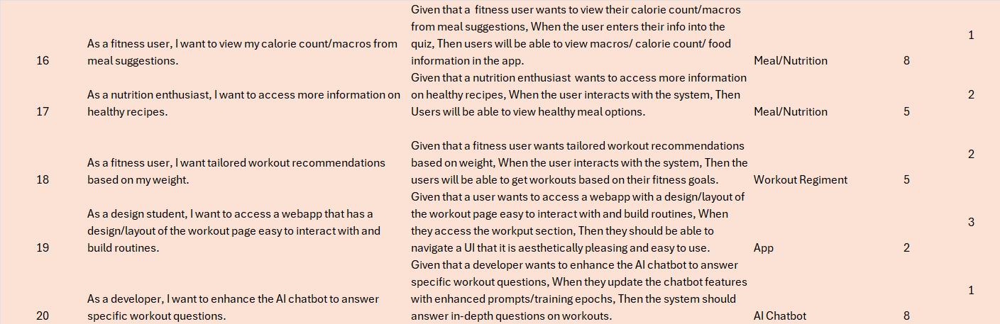 Given that a  fitness user wants to view their calorie count/macros
from meal suggestions, When the user enters their info into the
1
As a fitness user, I want to view my calorie count/macros from
quiz, Then users will be able to view macros/ calorie count/ food
16
meal suggestions.
information in the app.
Meal/Nutrition
8
Given that a nutrition enthusiast  wants to access more information
As a nutrition enthusiast, I want to access more information on
on healthy recipes, When the user interacts with the system, Then
2
17
healthy recipes.
Users will be able to view healthy meal options.
Meal/Nutrition
5
Given that a fitness user wants tailored workout recommendations
2
As a fitness user, I want tailored workout recommendations
based on weight, When the user interacts with the system, Then the
18
based on my weight.
users will be able to get workouts based on their fitness goals.
Workout Regiment
5
Given that a user wants to access a webapp with a design/layout of
As a design student, I want to access a webapp that has a
the workout page easy to interact with and build routines, When
3
design/layout of the workout page easy to interact with and
they access the workput section, Then they should be able to
19
build routines.
navigate a UI that it is aesthetically pleasing and easy to use.
App
2
Given that a developer wants to enhance the AI chatbot to answer
specific workout questions, When they update the chatbot features
1
As a developer, I want to enhance the AI chatbot to answer
with enhanced prompts/training epochs, Then the system should
20
specific workout questions.
answer in-depth questions on workouts.
AI Chatbot
8